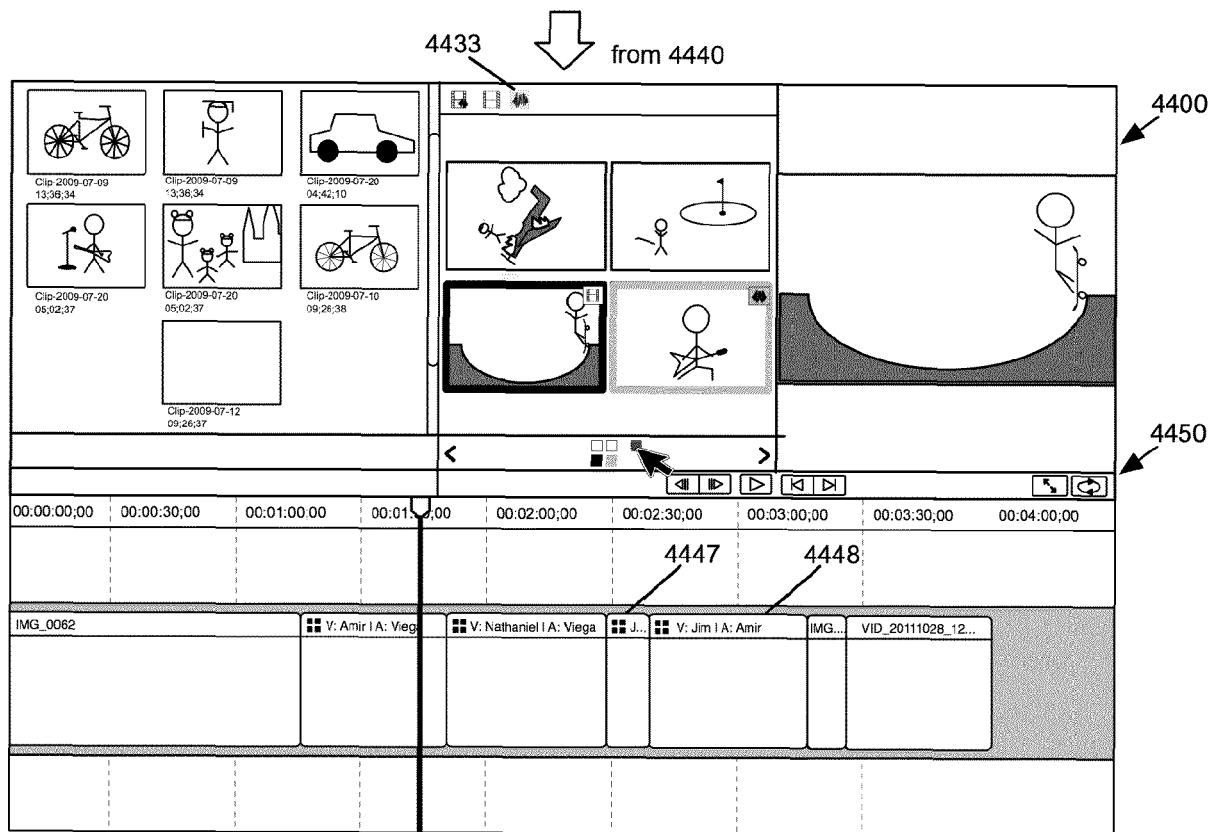 4433
from 4440
4400
Clip-2009-07-09
13;36;34
Clip-2009-07-09
13;36;34
Clip-2009-07-20
04;42;10
Clip-2009-07-20
05;02;37
Clip-2009-07-20
05;02;37
Clip-2009-07-10
09;26;38
Clip-2009-07-12
09;26;37
4450
00:00:00;00 00:00:30;00 00:01:00;00 00:02:00;00 00:02:30;00 00:03:00;00 00:03:30;00 00:04:00;00
4447
4448
IMG_0062
V: Amir | A: Viega
V: Nathaniel | A: Viega
J...
V: Jim | A: Amir
IMG...
VID_20111028_12...